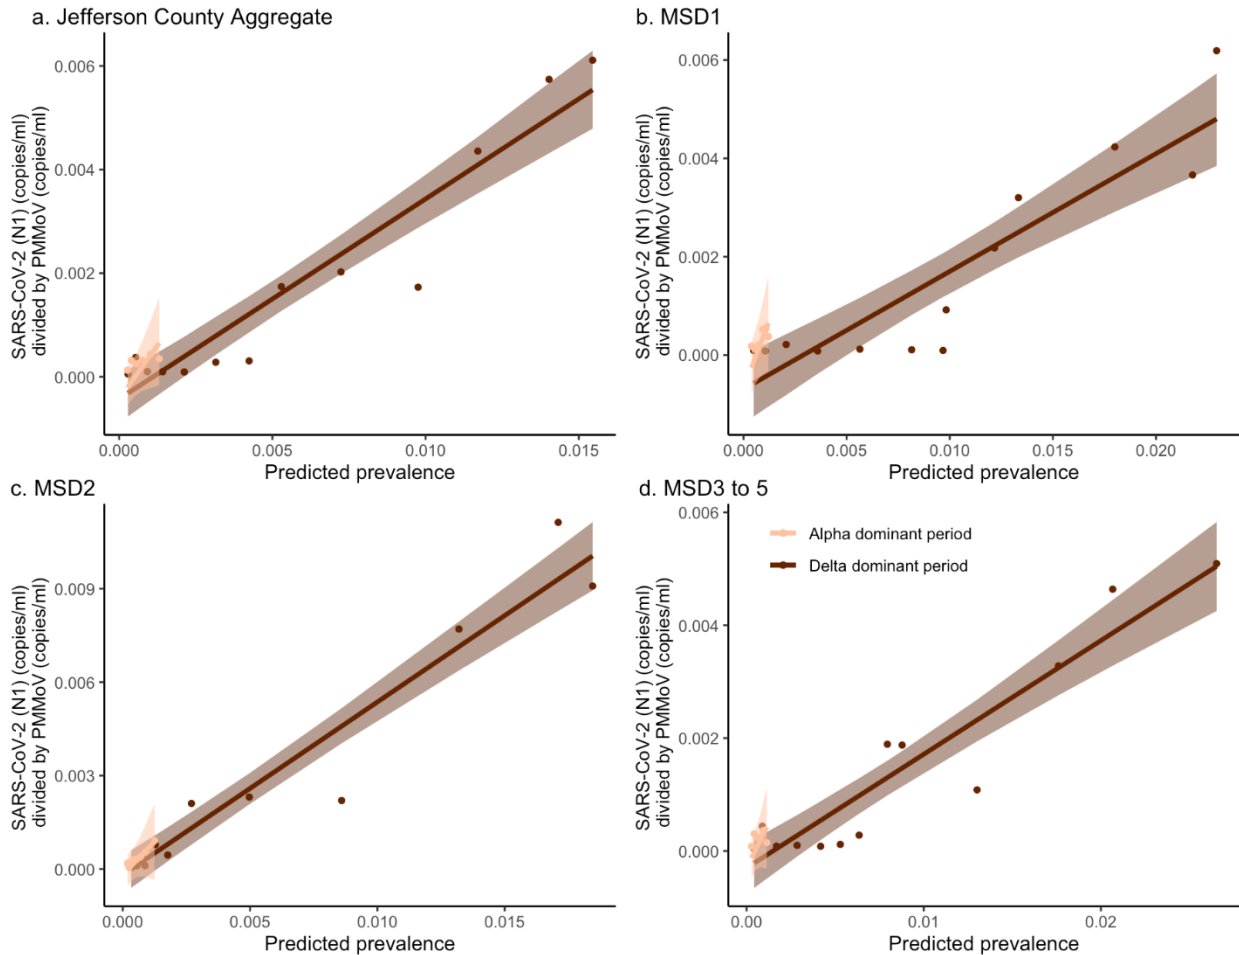 a. Jefferson County Aggregate
SARS-CoV-2 (N1) (copies/ml)
divided by PMMoV (copies/ml)
0.006
0.004
0.002
0.000
0.000
0.005
0.010
0.015
Predicted prevalence
b. MSD1
SARS-CoV-2 (N1) (copies/ml)
divided by PMMoV (copies/ml)
0.006
0.004
0.002
0.000
0.000
0.005
0.010
0.015
0.020
Predicted prevalence
c. MSD2
SARS-CoV-2 (N1) (copies/ml)
divided by PMMoV (copies/ml)
0.009
0.006
0.003
0.000
0.000
0.005
0.010
0.015
Predicted prevalence
d. MSD3 to 5
SARS-CoV-2 (N1) (copies/ml)
divided by PMMoV (copies/ml)
0.006
0.004
0.002
0.000
0.00
0.01
0.02
Predicted prevalence
Alpha dominant period
Delta dominant period